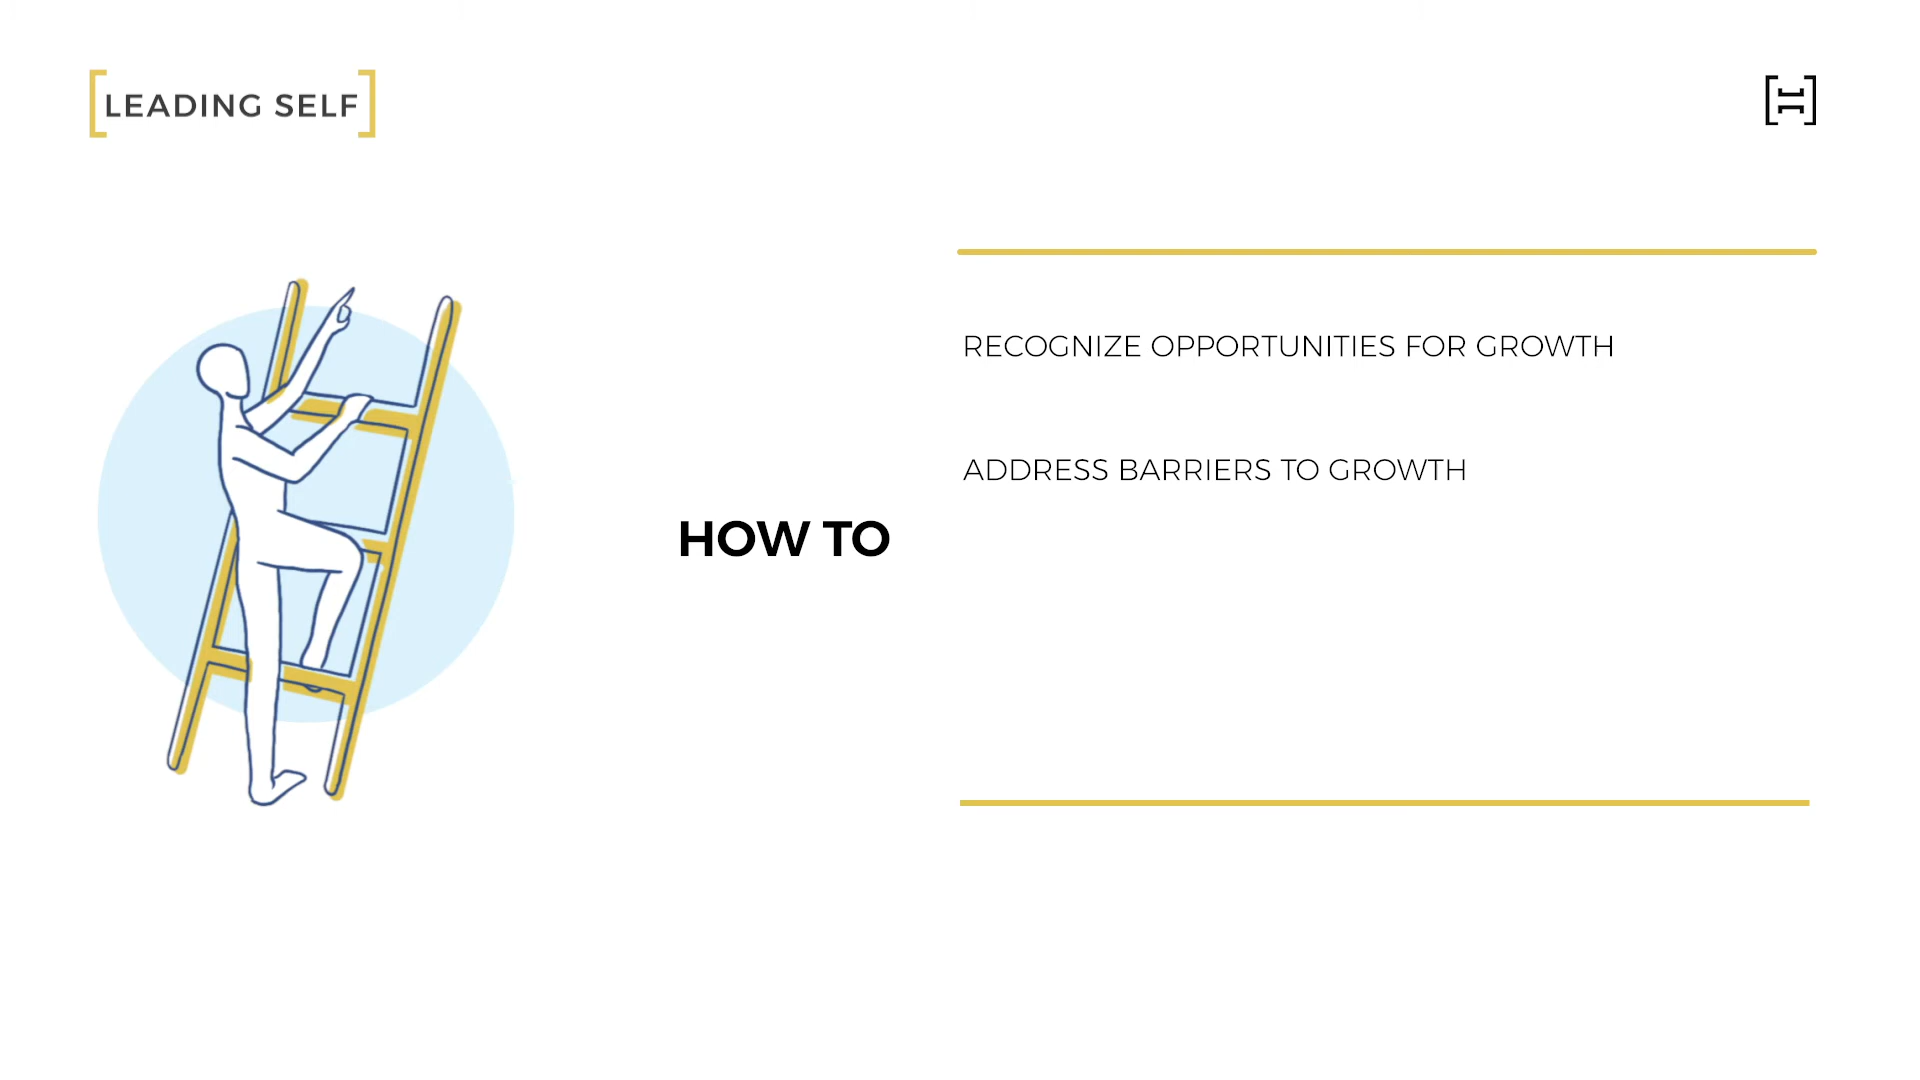 LEADING SELF
HOW TO
RECOGNIZE OPPORTUNITIES FOR GROWTH
ADDRESS BARRIERS TO GROWTH